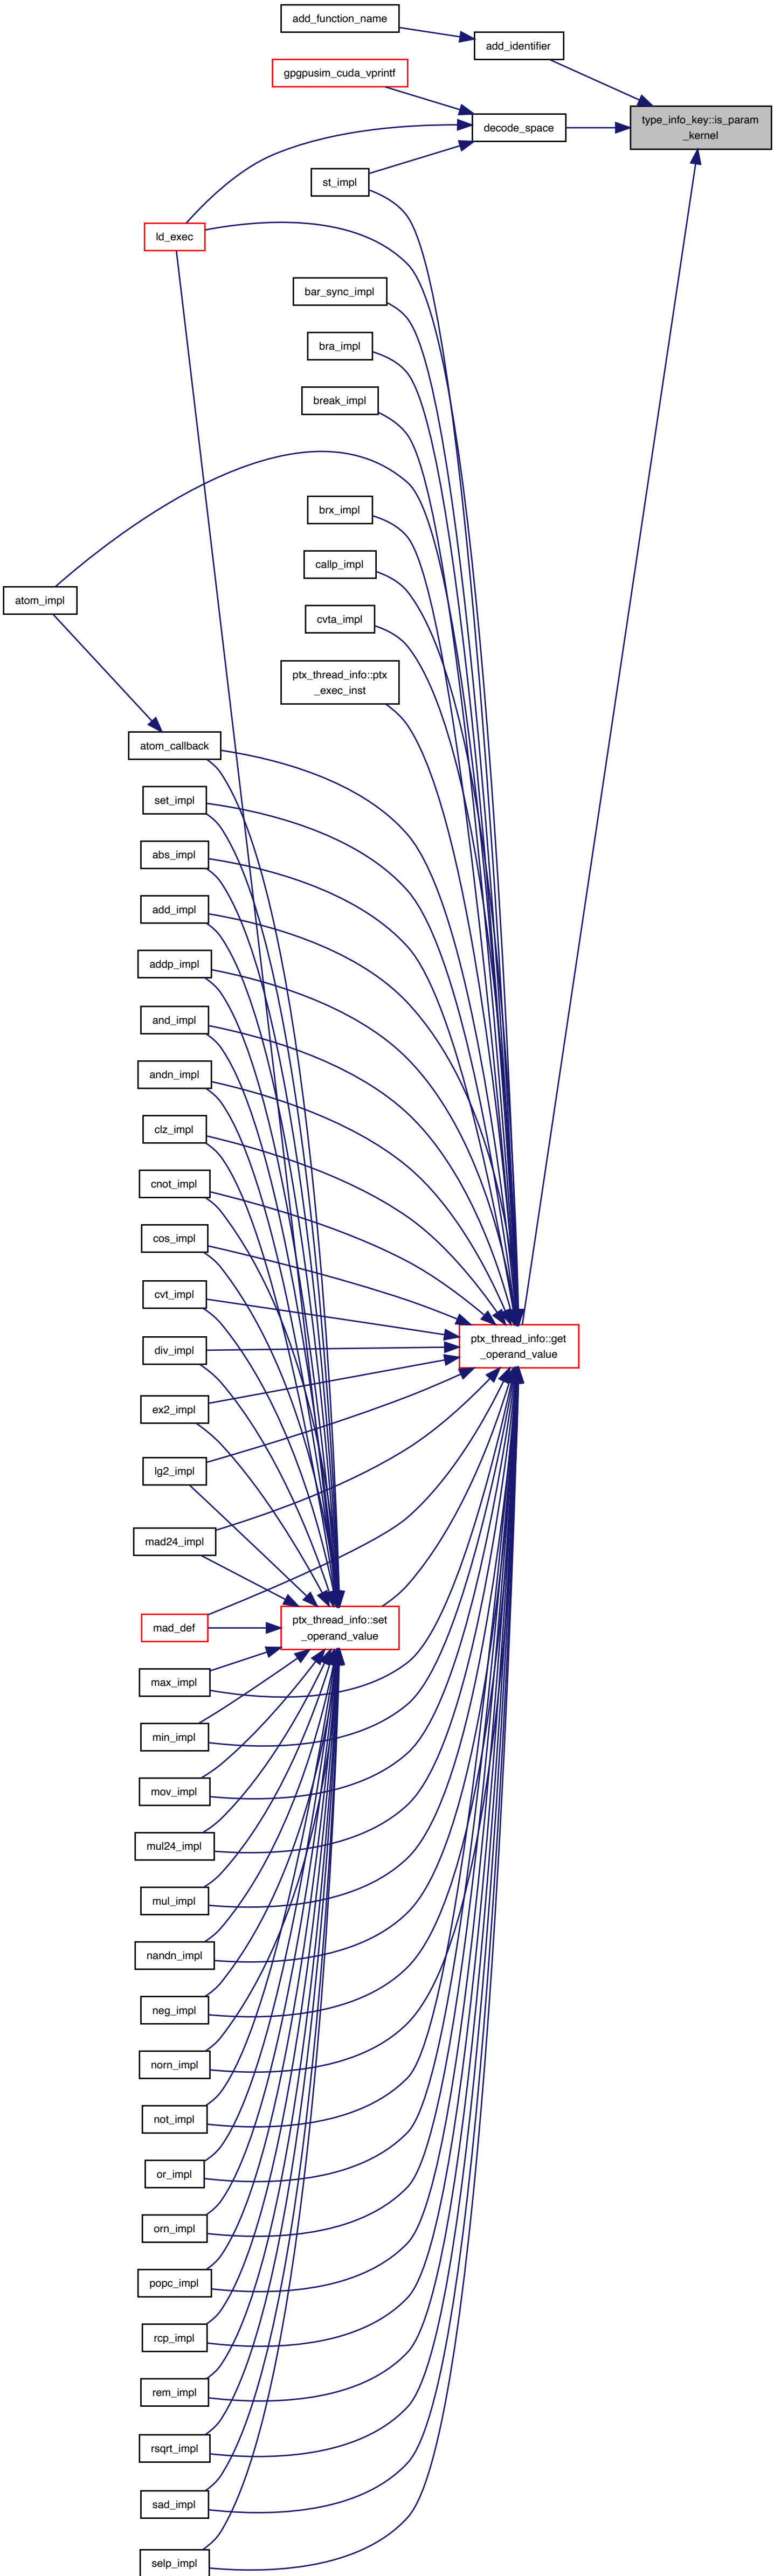 add_function_name
add_identifier
gpgpusim_cuda_vprintf
type_info_key::is_param
_kernel
decode_space
st_impl
ld_exec
bar_sync_impl
bra_impl
break_impl
brx_impl
callp_impl
atom_impl
cvta_impl
ptx_thread_info::ptx
_exec_inst
atom_callback
set_impl
abs_impl
add_impl
addp_impl
and_impl
andn_impl
clz_impl
cnot_impl
cos_impl
cvt_impl
ptx_thread_info::get
_operand_value
div_impl
ex2_impl
lg2_impl
mad24_impl
mad_def
ptx_thread_info::set
_operand_value
max_impl
min_impl
mov_impl
mul24_impl
mul_impl
nandn_impl
neg_impl
norn_impl
not_impl
or_impl
orn_impl
popc_impl
rcp_impl
rem_impl
rsqrt_impl
sad_impl
selp_impl